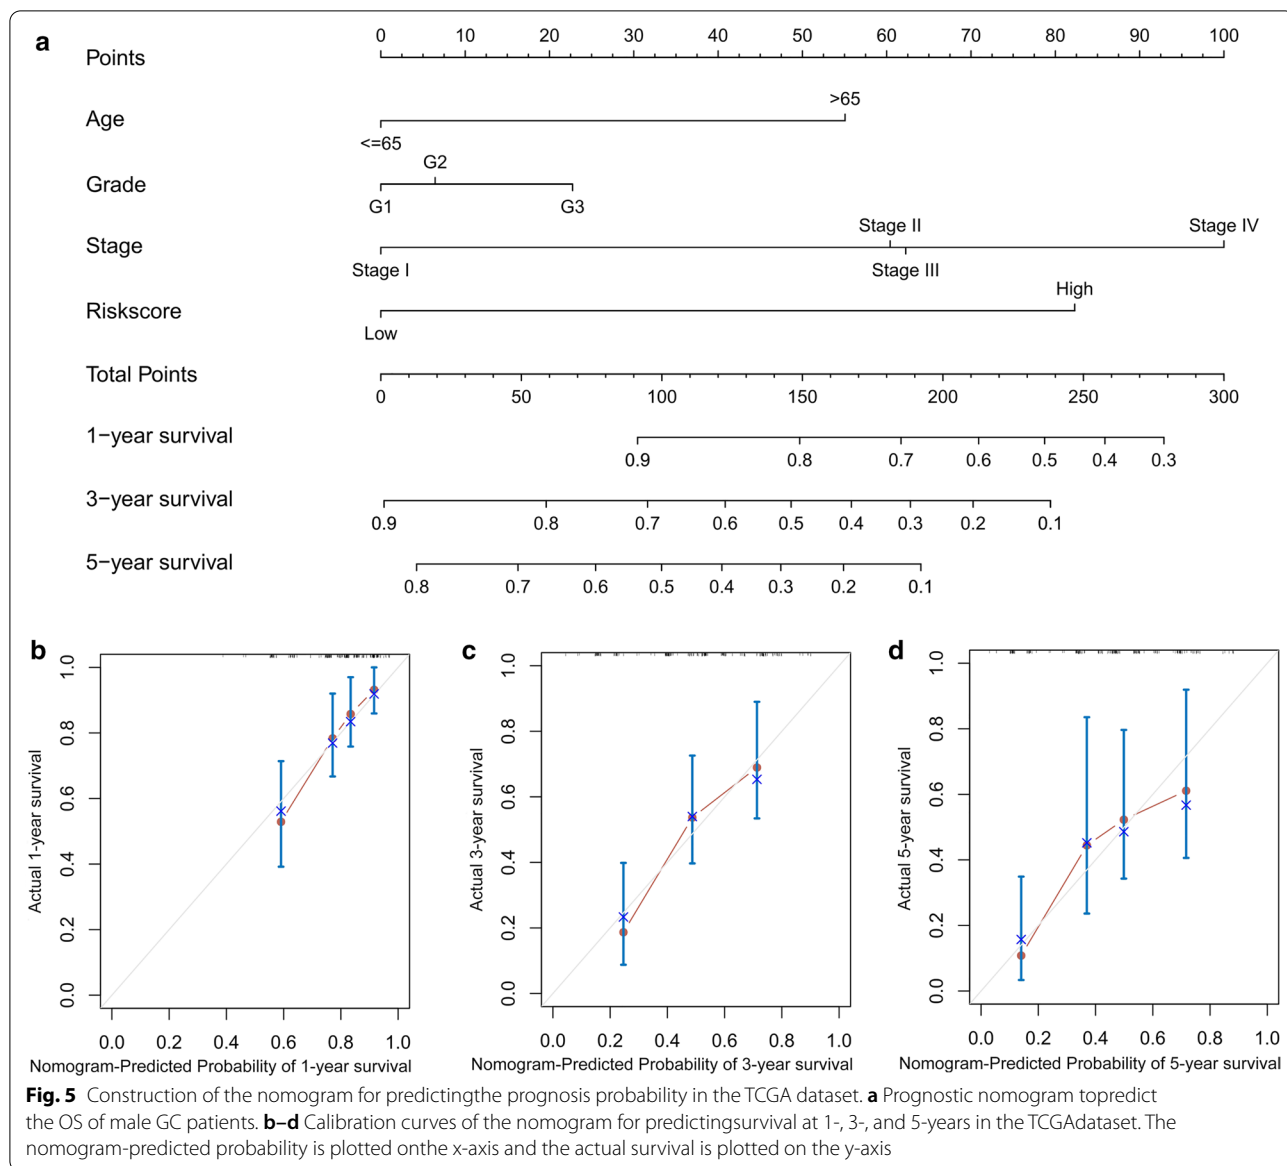 a
0 10 20 30 40 50 60 70 80 90 100
Points
>65
Age
<=65
G2
Grade
G1 G3
Stage II Stage IV
Stage
Stage I Stage III
High
Riskscore
Low
Total Points
0 50 100 150 200 250 300
1−year survival
0.9 0.8 0.7 0.6 0.5 0.4 0.3
3−year survival
0.9 0.8 0.7 0.6 0.5 0.4 0.3 0.2 0.1
5−year survival
0.8 0.7 0.6 0.5 0.4 0.3 0.2 0.1
b
Actual 1-year survival
0.0 0.2 0.4 0.6 0.8 1.0
0.0 0.2 0.4 0.6 0.8 1.0
Nomogram-Predicted Probability of 1-year survival
c
Actual 3-year survival
0.0 0.2 0.4 0.6 0.8 1.0
0.0 0.2 0.4 0.6 0.8 1.0
Nomogram-Predicted Probability of 3-year survival
d
Actual 5-year survival
0.0 0.2 0.4 0.6 0.8 1.0
0.0 0.2 0.4 0.6 0.8 1.0
Nomogram-Predicted Probability of 5-year survival
Fig. 5 Construction of the nomogram for predictingthe prognosis probability in the TCGA dataset. a Prognostic nomogram topredict
the OS of male GC patients. b–d Calibration curves of the nomogram for predictingsurvival at 1-, 3-, and 5-years in the TCGAdataset. The
nomogram-predicted probability is plotted onthe x-axis and the actual survival is plotted on the y-axis